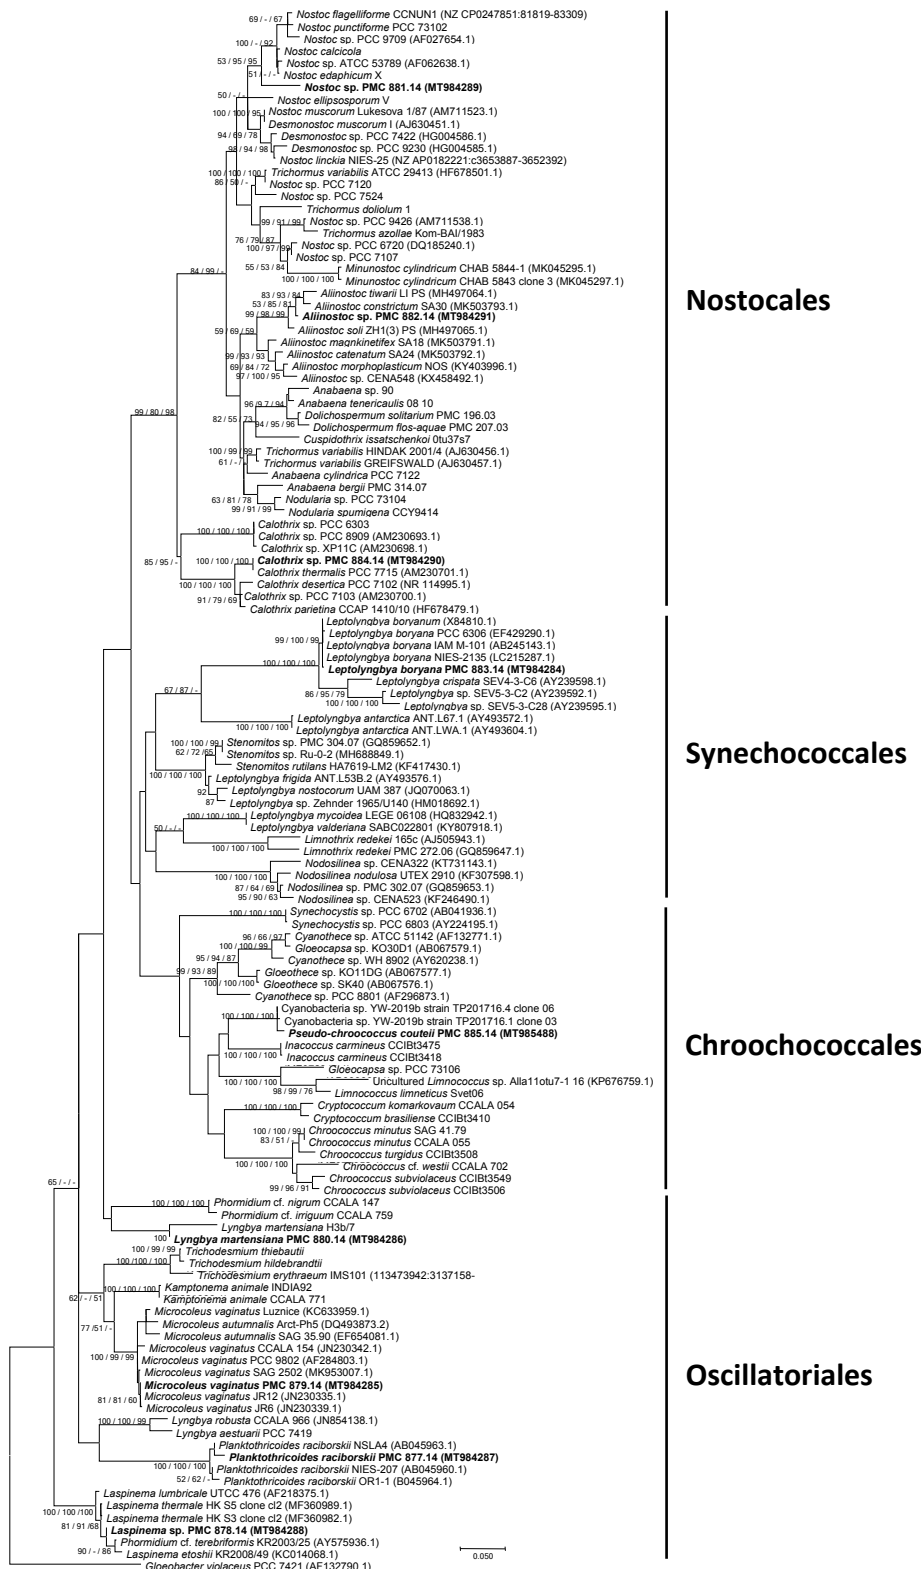 Nostoc flagelliforme CCNUN1 (NZ CP0247851:81819-83309)
69 / - / 67
Nostoc punctiforme PCC 73102
Nostoc sp. PCC 9709 (AF027654.1)
100 / - / 92
Nostoc calcicola
53 / 95 / 95
Nostoc sp. ATCC 53789 (AF062638.1)
51 / - / -
Nostoc edaphicum X
Nostoc sp. PMC 881.14 (MT984289)
50 / - / -
Nostoc ellipsosporum V
100 / 100 / 95
Nostoc muscorum Lukesova 1/87 (AM711523.1)
Desmonostoc muscorum I (AJ630451.1)
94 / 69 / 78
Desmonostoc sp. PCC 7422 (HG004586.1)
98 / 94 / 98
Desmonostoc sp. PCC 9230 (HG004585.1)
Nostoc linckia NIES-25 (NZ AP0182221:c3653887-3652392)
100 / 100 / 100
Trichormus variabilis ATCC 29413 (HF678501.1)
86 / 50 / -
Nostoc sp. PCC 7120
Nostoc sp. PCC 7524
Trichormus doliolum 1
99 / 91 / 99
Nostoc sp. PCC 9426 (AM711538.1)
Trichormus azollae Kom-BAI/1983
76 / 79 / 87
Nostoc sp. PCC 6720 (DQ185240.1)
100 / 97 / 99
Nostoc sp. PCC 7107
55 / 53 / 84
Minunostoc cylindricum CHAB 5844-1 (MK045295.1)
100 / 100 / 100
Minunostoc cylindricum CHAB 5843 clone 3 (MK045297.1)
84 / 99 / -
Nostocales
83 / 93 / 84
Aliinostoc tiwarii LI PS (MH497064.1)
53 / 85 / 81
Aliinostoc constrictum SA30 (MK503793.1)
99 / 98 / 99
Aliinostoc sp. PMC 882.14 (MT984291)
59 / 69 / 59
Aliinostoc soli ZH1(3) PS (MH497065.1)
Aliinostoc magnkinetifex SA18 (MK503791.1)
99 / 93 / 93
Aliinostoc catenatum SA24 (MK503792.1)
69 / 84 / 72
Aliinostoc morphoplasticum NOS (KY403996.1)
97 / 100 / 95
Aliinostoc sp. CENA548 (KX458492.1)
Anabaena sp. 90
96 /9.7 / 94
Anabaena tenericaulis 08 10
99 / 80 / 98
82 / 55 / 73
Dolichospermum solitarium PMC 196.03
94 / 95 / 96
Dolichospermum flos-aquae PMC 207.03
Cuspidothrix issatschenkoi 0tu37s7
100 / 99 / 99
Trichormus variabilis HINDAK 2001/4 (AJ630456.1)
61 / - / -
Trichormus variabilis GREIFSWALD (AJ630457.1)
Anabaena cylindrica PCC 7122
Anabaena bergii PMC 314.07
63 / 81 / 78
Nodularia sp. PCC 73104
99 / 91 / 99
Nodularia spumigena CCY9414
Calothrix sp. PCC 6303
100 / 100 / 100
Calothrix sp. PCC 8909 (AM230693.1)
Calothrix sp. XP11C (AM230698.1)
85 / 95 / -
Calothrix sp. PMC 884.14 (MT984290)
Calothrix thermalis PCC 7715 (AM230701.1)
100 / 100 / 100
Calothrix desertica PCC 7102 (NR 114995.1)
Calothrix sp. PCC 7103 (AM230700.1)
91 / 79 / 69
Calothrix parietina CCAP 1410/10 (HF678479.1)
Leptolyngbya boryanum (X84810.1)
Leptolyngbya boryana PCC 6306 (EF429290.1)
99 / 100 / 99
Leptolyngbya boryana IAM M-101 (AB245143.1)
Leptolyngbya boryana NIES-2135 (LC215287.1)
100 / 100 / 100
Leptolyngbya boryana PMC 883.14 (MT984284)
Leptolyngbya crispata SEV4-3-C6 (AY239598.1)
67 / 87 / -
86 / 95 / 79
Leptolyngbya sp. SEV5-3-C2 (AY239592.1)
100 / 100 / 100
Leptolyngbya sp. SEV5-3-C28 (AY239595.1)
Leptolyngbya antarctica ANT.L67.1 (AY493572.1)
100 / 100 / 100
Leptolyngbya antarctica ANT.LWA.1 (AY493604.1)
100 / 100 / 99
Stenomitos sp. PMC 304.07 (GQ859652.1)
62 / 72 / 65
Stenomitos sp. Ru-0-2 (MH688849.1)
Synechococcales
Stenomitos rutilans HA7619-LM2 (KF417430.1)
100 / 100 / 100
Leptolyngbya frigida ANT.L53B.2 (AY493576.1)
92
Leptolyngbya nostocorum UAM 387 (JQ070063.1)
87
Leptolyngbya sp. Zehnder 1965/U140 (HM018692.1)
100 / 100 / 100
Leptolyngbya mycoidea LEGE 06108 (HQ832942.1)
50 / - / -
Leptolyngbya valderiana SABC022801 (KY807918.1)
Limnothrix redekei 165c (AJ505943.1)
100 / 100 / 100
Limnothrix redekei PMC 272.06 (GQ859647.1)
Nodosilinea sp. CENA322 (KT731143.1)
100 / 100 / 100
Nodosilinea nodulosa UTEX 2910 (KF307598.1)
87 / 64 / 69
Nodosilinea sp. PMC 302.07 (GQ859653.1)
95 / 90 / 63
Nodosilinea sp. CENA523 (KF246490.1)
100 / 100 / 100
Synechocystis sp. PCC 6702 (AB041936.1)
Synechocystis sp. PCC 6803 (AY224195.1)
96 / 66 / 97
Cyanothece sp. ATCC 51142 (AF132771.1)
100 / 100 / 99
Gloeocapsa sp. KO30D1 (AB067579.1)
95 / 94 / 87
Cyanothece sp. WH 8902 (AY620238.1)
99 / 93 / 89
Gloeothece sp. KO11DG (AB067577.1)
100 / 100 /100
Gloeothece sp. SK40 (AB067576.1)
Cyanothece sp. PCC 8801 (AF296873.1)
Cyanobacteria sp. YW-2019b strain TP201716.4 clone 06
100 / 100 / 100
Cyanobacteria sp. YW-2019b strain TP201716.1 clone 03
Pseudo-chroococcus couteii PMC 885.14 (MT985488)
Chroochococcales
Inacoccus carmineus CCIBt3475
100 / 100 / 100
Inacoccus carmineus CCIBt3418
Gloeocapsa sp. PCC 73106
100 / 100 / 100
Uncultured Limnococcus sp. Alla11otu7-1 16 (KP676759.1)
98 / 99 / 76
Limnococcus limneticus Svet06
100 / 100 / 100
Cryptococcum komarkovaum CCALA 054
Cryptococcum brasiliense CCIBt3410
100 / 100 / 99
Chroococcus minutus SAG 41.79
83 / 51 / -
Chroococcus minutus CCALA 055
Chroococcus turgidus CCIBt3508
100 / 100 / 100
Chroococcus cf. westii CCALA 702
Chroococcus subviolaceus CCIBt3549
65 / - / -
99 / 96 / 91
Chroococcus subviolaceus CCIBt3506
100 / 100 / 100
Phormidium cf. nigrum CCALA 147
Phormidium cf. irriguum CCALA 759
Lyngbya martensiana H3b/7
100
Lyngbya martensiana PMC 880.14 (MT984286)
100 / 99 / 99
Trichodesmium thiebautii
100 /100 / 100
Trichodesmium hildebrandtii
Trichodesmium erythraeum IMS101 (113473942:3137158-
100 / 100 / 100
Kamptonema animale INDIA92
62 / - / 51
Kamptonema animale CCALA 771
Microcoleus vaginatus Luznice (KC633959.1)
77 /51 / -
Microcoleus autumnalis Arct-Ph5 (DQ493873.2)
Microcoleus autumnalis SAG 35.90 (EF654081.1)
100 / 99 / 99
Microcoleus vaginatus CCALA 154 (JN230342.1)
Microcoleus vaginatus PCC 9802 (AF284803.1)
Microcoleus vaginatus SAG 2502 (MK953007.1)
Oscillatoriales
Microcoleus vaginatus PMC 879.14 (MT984285)
81 / 81 / 60
Microcoleus vaginatus JR12 (JN230335.1)
Microcoleus vaginatus JR6 (JN230339.1)
100 / 100 / 99
Lyngbya robusta CCALA 966 (JN854138.1)
Lyngbya aestuarii PCC 7419
Planktothricoides raciborskii NSLA4 (AB045963.1)
Planktothricoides raciborskii PMC 877.14 (MT984287)
100 / 100 / 100
Planktothricoides raciborskii NIES-207 (AB045960.1)
52 / 62 / -
Planktothricoides raciborskii OR1-1 (B045964.1)
Laspinema lumbricale UTCC 476 (AF218375.1)
Laspinema thermale HK S5 clone cl2 (MF360989.1)
100 / 100 /100
Laspinema thermale HK S3 clone cl2 (MF360982.1)
81 / 91 /68
Laspinema sp. PMC 878.14 (MT984288)
Phormidium cf. terebriformis KR2003/25 (AY575936.1)
90 / - / 86
Laspinema etoshii KR2008/49 (KC014068.1)
0.050
Gloeobacter violaceus PCC 7421 (AF132790.1)